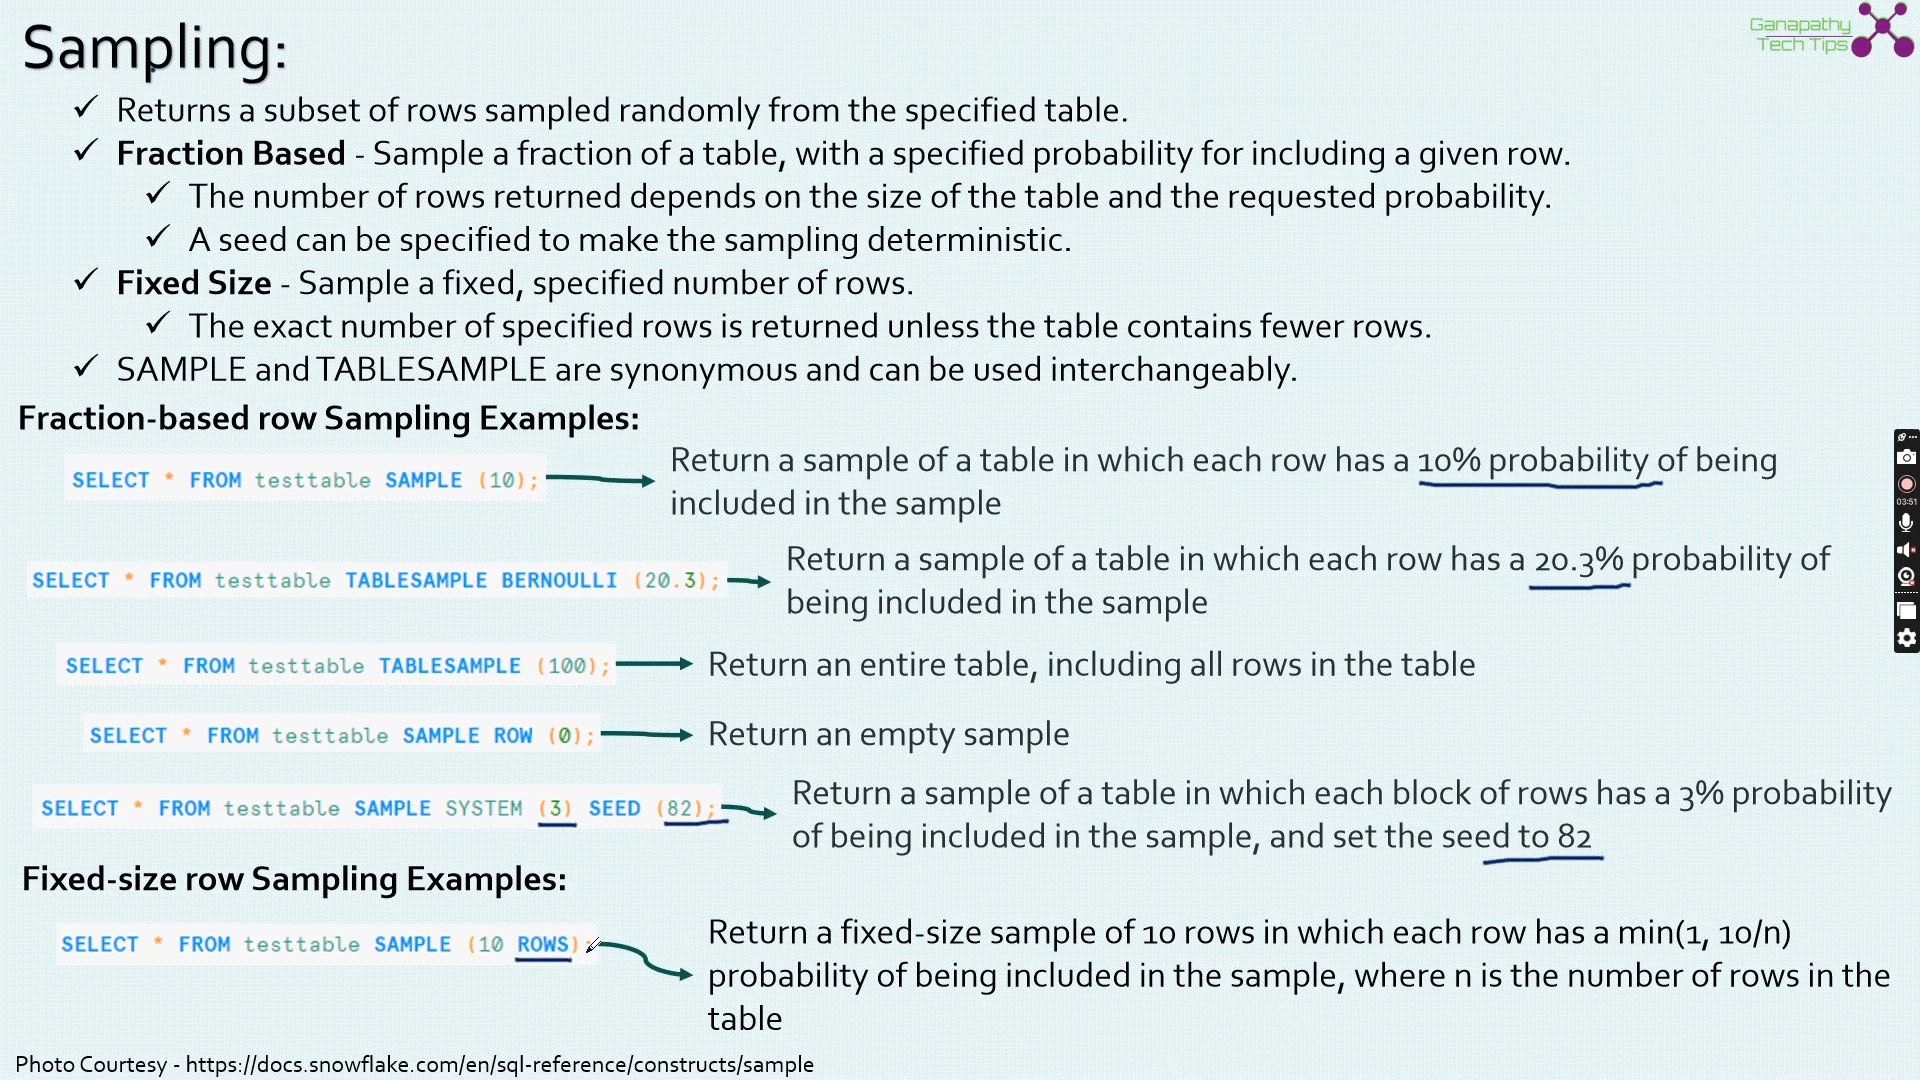 Sampling:
Ganapathy
Tech Tips
✓ Returns a subset of rows sampled randomly from the specified table.
✓ Fraction Based - Sample a fraction of a table, with a specified probability for including a given row.
✓ The number of rows returned depends on the size of the table and the requested probability.
✓ A seed can be specified to make the sampling deterministic.
✓ Fixed Size - Sample a fixed, specified number of rows.
✓ The exact number of specified rows is returned unless the table contains fewer rows.
✓ SAMPLE and TABLESAMPLE are synonymous and can be used interchangeably.
Fraction-based row Sampling Examples:
SELECT * FROM testtable SAMPLE (10);
Return a sample of a table in which each row has a 10% probability of being
included in the sample
SELECT * FROM testtable TABLESAMPLE BERNOULLI (20.3);
Return a sample of a table in which each row has a 20.3% probability of
being included in the sample
SELECT * FROM testtable TABLESAMPLE (100);
Return an entire table, including all rows in the table
SELECT * FROM testtable SAMPLE ROW (0);
Return an empty sample
SELECT * FROM testtable SAMPLE SYSTEM (3) SEED (82);
Return a sample of a table in which each block of rows has a 3% probability
of being included in the sample, and set the seed to 82
Fixed-size row Sampling Examples:
SELECT * FROM testtable SAMPLE (10 ROWS);
Return a fixed-size sample of 10 rows in which each row has a min(1, 10/n)
probability of being included in the sample, where n is the number of rows in the
table
Photo Courtesy - https://docs.snowflake.com/en/sql-reference/constructs/sample
03:51